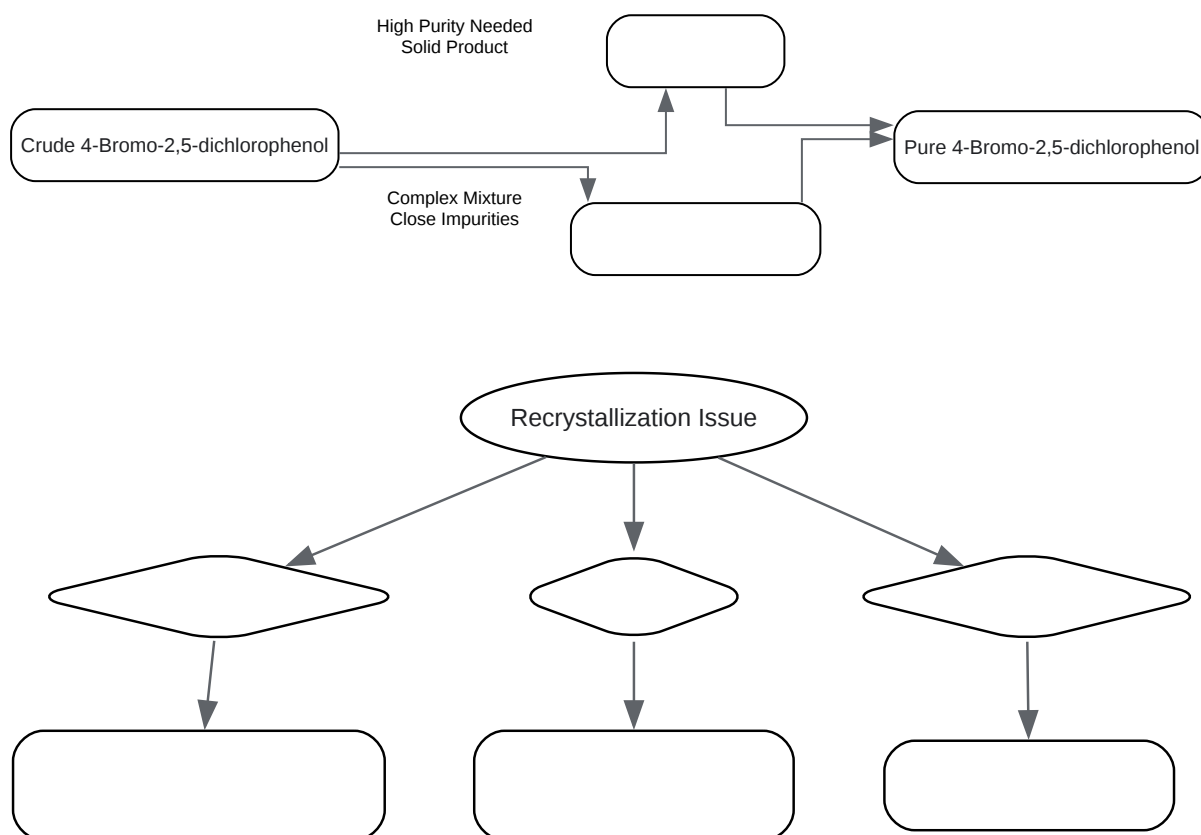 High Purity Needed
Solid Product
Crude 4-Bromo-2,5-dichlorophenol
Pure 4-Bromo-2,5-dichlorophenol
Complex Mixture
Close Impurities
Recrystallization Issue